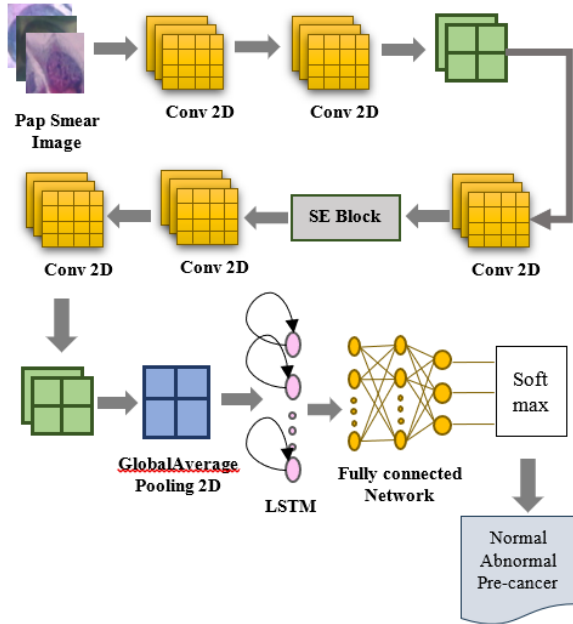 Conv 2D
Conv 2D
Pap Smear
Image
SE Block
Conv 2D
Conv 2D
Conv 2D
GlobalAverage
Pooling 2D
LSTM
Fully connected
Network
Soft
max
Normal
Abnormal
Pre-cancer